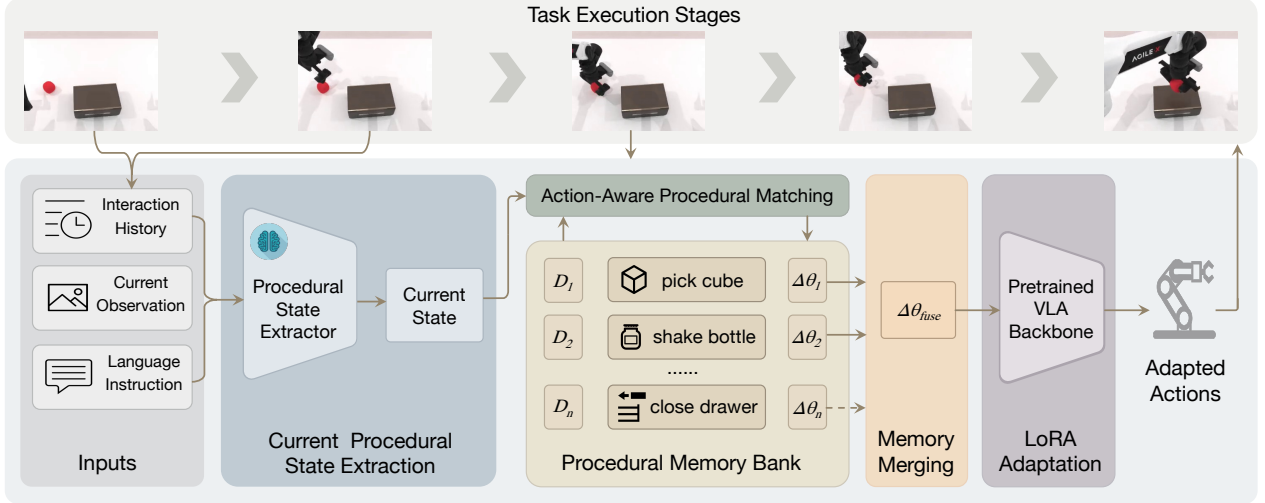 Task Execution Stages
AGILE
Interaction
History
Current
Observation
Language
Instruction
Inputs
Procedural
State
Extractor
Current
State
Current Procedural
State Extraction
Action-Aware Procedural Matching
D1 pick cube Δθ1
D2 shake bottle Δθ2
......
Dn close drawer Δθn
Procedural Memory Bank
Δθfuse
Memory
Merging
Pretrained
VLA
Backbone
LoRA
Adaptation
Adapted
Actions